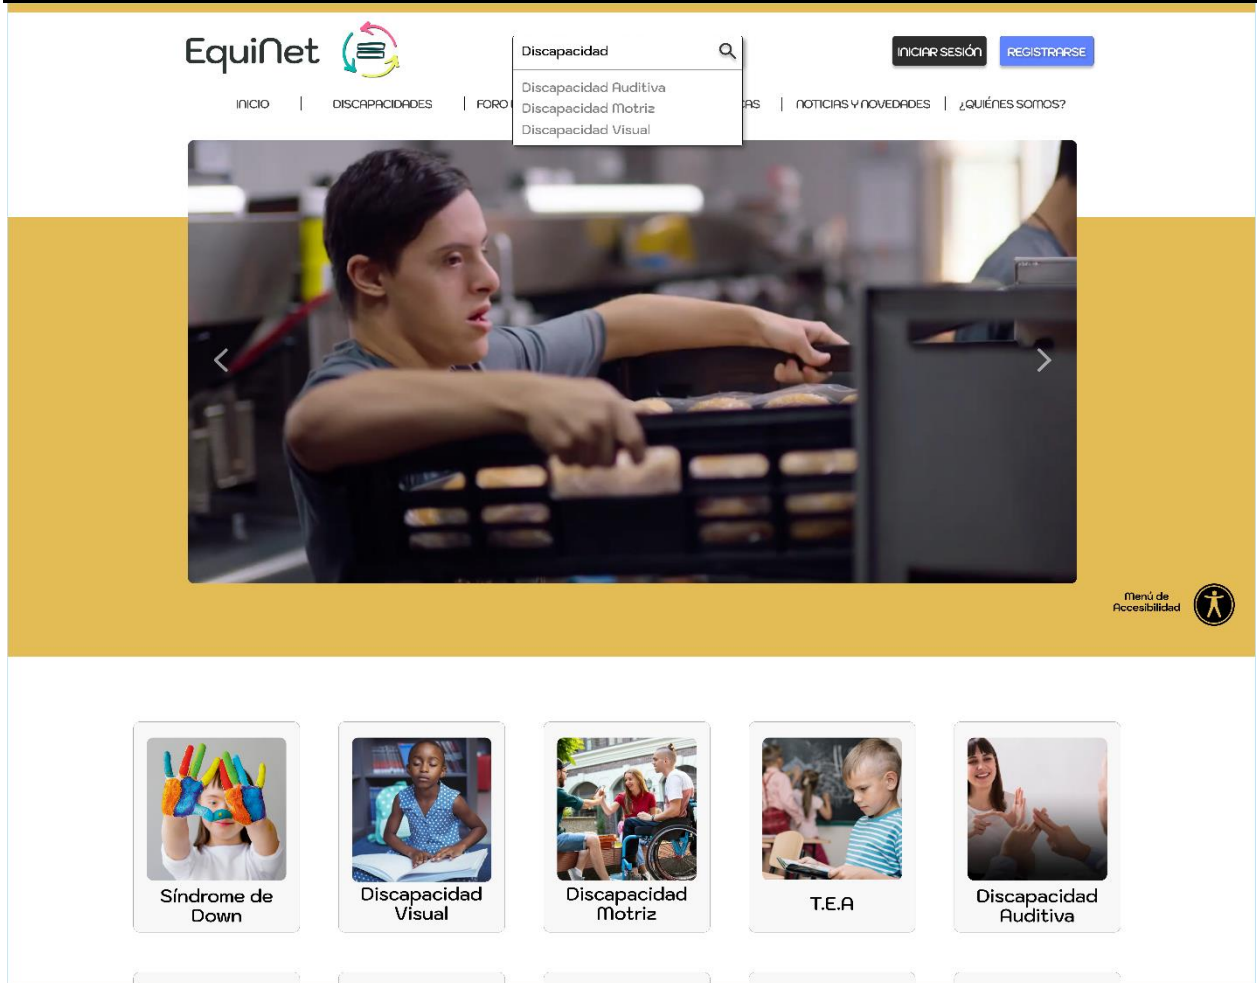 EquiNet
Discapacidad
INICIAR SESIÓN
REGISTRARSE
Discapacidad Auditiva
Discapacidad Motriz
Discapacidad Visual
INICIO | DISCAPACIDADES | FORO | NOTICIAS Y NOVEDADES | ¿QUIÉNES SOMOS?
Menú de
Accesibilidad
Síndrome de
Down
Discapacidad
Visual
Discapacidad
Motriz
T.E.A
Discapacidad
Auditiva